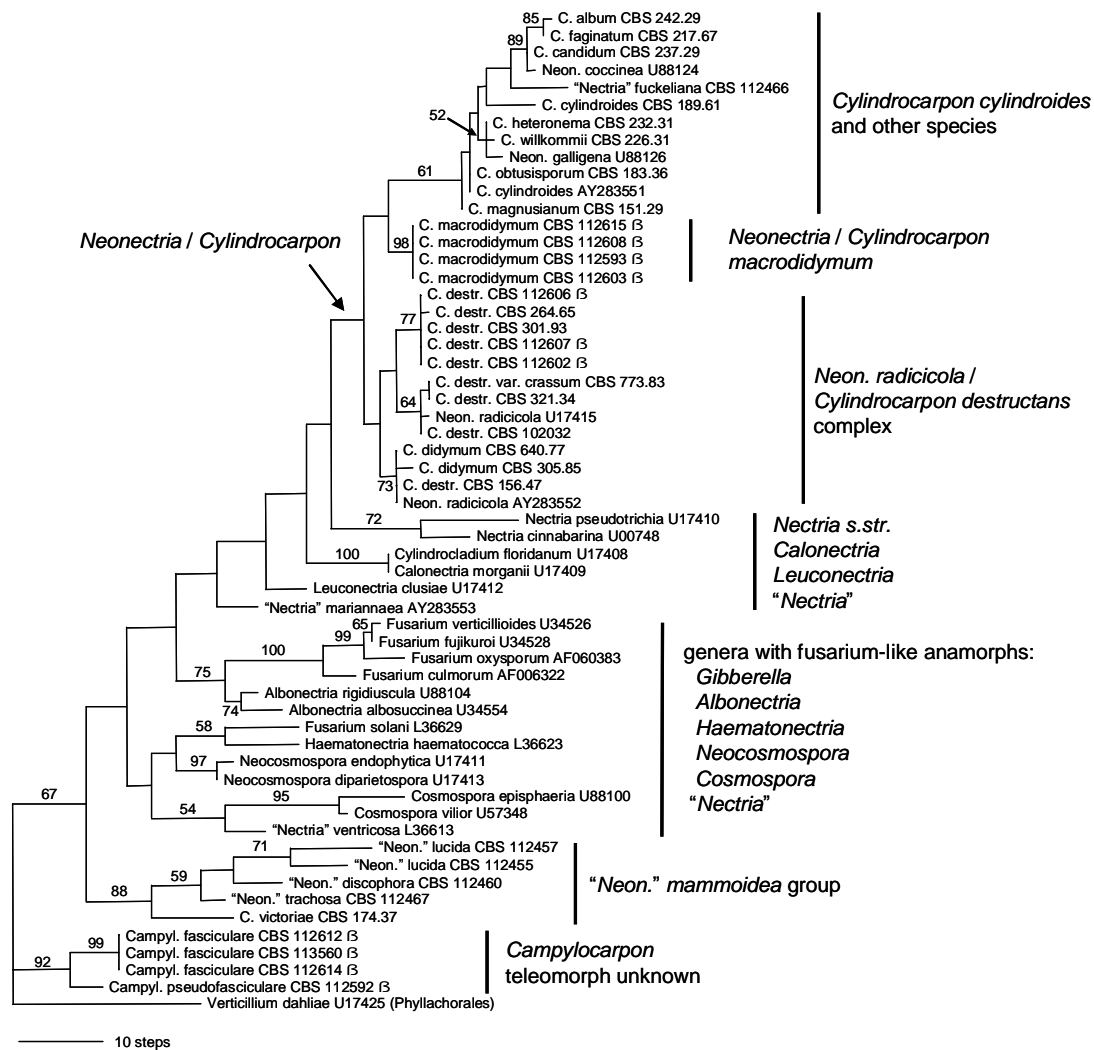 85
C. album CBS 242.29
C. faginatum CBS 217.67
89
C. candidum CBS 237.29
Neon. coccinea U88124
"Nectria" fuckeliana CBS 112466
C. cylindroides CBS 189.61
52
C. heteronema CBS 232.31
C. willkommii CBS 226.31
Neon. galligena U88126
61
C. obtusisporum CBS 183.36
C. cylindroides AY283551
C. magnusianum CBS 151.29
Cylindrocarpon cylindroides
and other species
Neonectria / Cylindrocarpon
C. macrodidymum CBS 112615 ß
98
C. macrodidymum CBS 112608 ß
C. macrodidymum CBS 112593 ß
C. macrodidymum CBS 112603 ß
Neonectria / Cylindrocarpon
macrodidymum
C. destr. CBS 112606 ß
C. destr. CBS 264.65
77
C. destr. CBS 301.93
C. destr. CBS 112607 ß
C. destr. CBS 112602 ß
C. destr. var. crassum CBS 773.83
64
C. destr. CBS 321.34
Neon. radicicola U17415
C. destr. CBS 102032
C. didymum CBS 640.77
C. didymum CBS 305.85
73
C. destr. CBS 156.47
Neon. radicicola AY283552
Neon. radicicola /
Cylindrocarpon destructans
complex
72
Nectria pseudotrichia U17410
Nectria cinnabarina U00748
100
Cylindrocladium floridanum U17408
Calonectria morganii U17409
Leuconectria clusiae U17412
"Nectria" mariannaea AY283553
Nectria s.str.
Calonectria
Leuconectria
"Nectria"
65
Fusarium verticillioides U34526
99
Fusarium fujikuroi U34528
100
Fusarium oxysporum AF060383
75
Fusarium culmorum AF006322
Albonectria rigidiuscula U88104
74
Albonectria albosuccinea U34554
58
Fusarium solani L36629
Haematonectria haematococca L36623
97
Neocosmospora endophytica U17411
Neocosmospora diparietospora U17413
67
95
Cosmospora episphaeria U88100
54
Cosmospora vilior U57348
"Nectria" ventricosa L36613
genera with fusarium-like anamorphs:
Gibberella
Albonectria
Haematonectria
Neocosmospora
Cosmospora
"Nectria"
71
"Neon." lucida CBS 112457
"Neon." lucida CBS 112455
59
"Neon." discophora CBS 112460
88
"Neon." trachosa CBS 112467
C. victoriae CBS 174.37
"Neon." mammoidea group
99
Campyl. fasciculare CBS 112612 ß
Campyl. fasciculare CBS 113560 ß
92
Campyl. fasciculare CBS 112614 ß
Campyl. pseudofasciculare CBS 112592 ß
Campylocarpon
teleomorph unknown
Verticillium dahliae U17425 (Phyllachorales)
10 steps